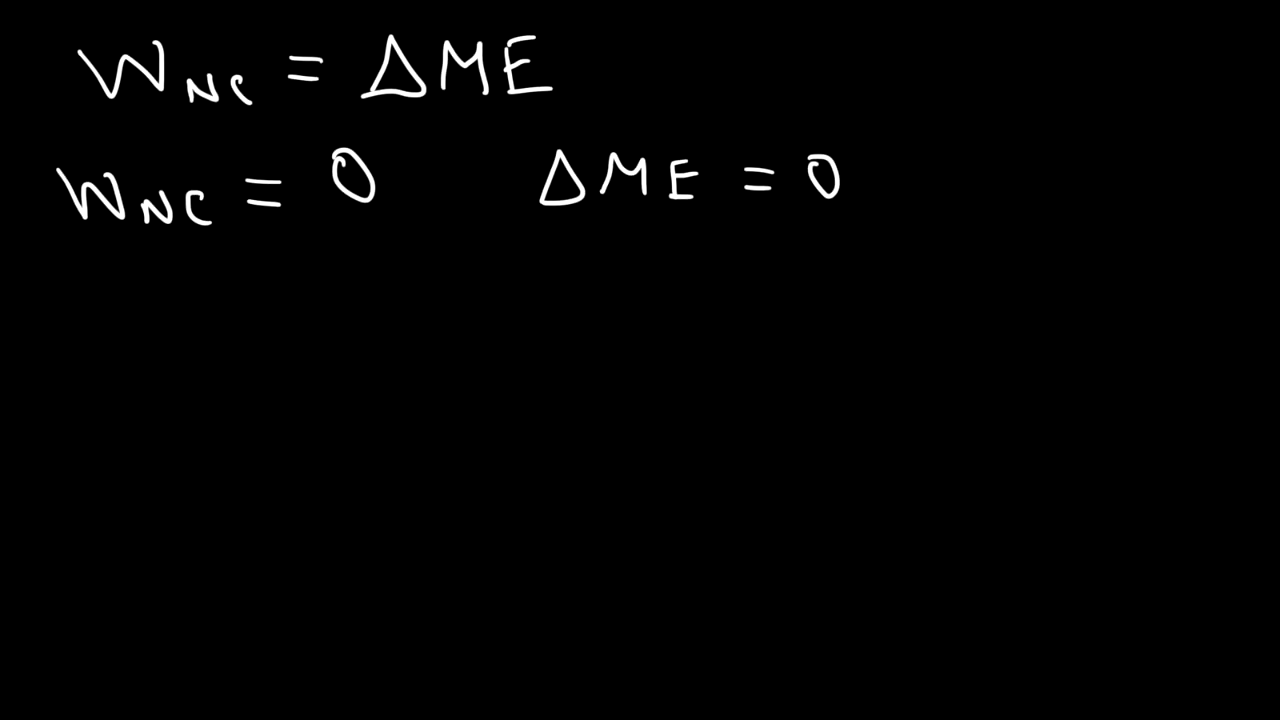 W_NC = ΔME
W_NC = 0 ΔME = 0